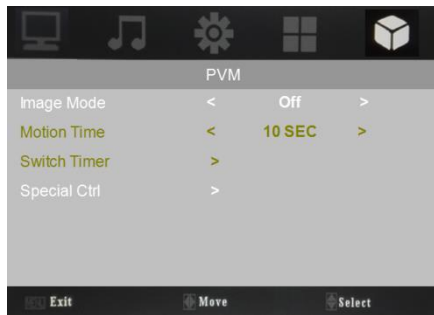 PVM
Image Mode < Off >
Motion Time < 10 SEC >
Switch Timer >
Special Ctrl >
Exit Move Select